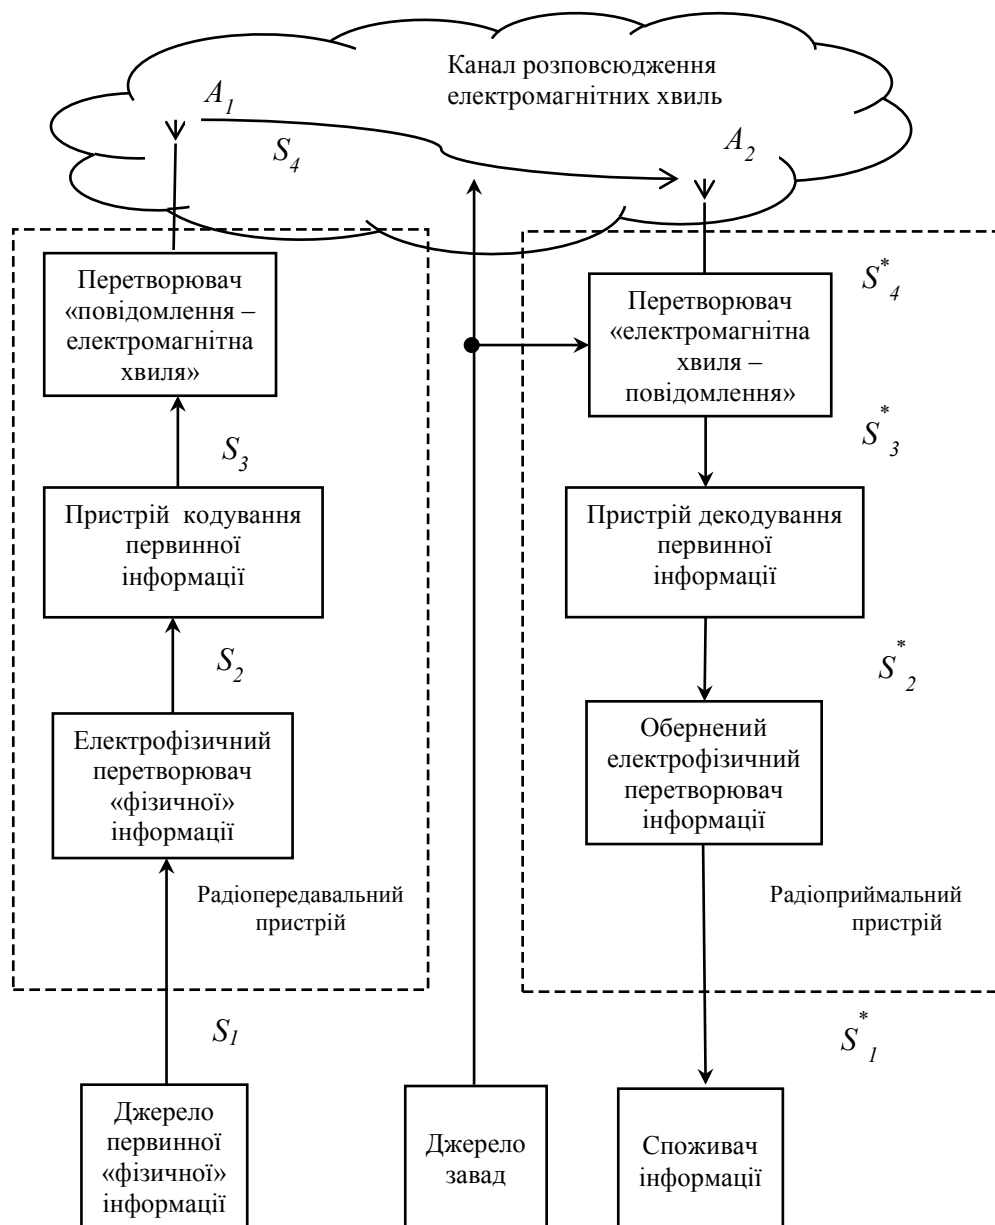 Канал розповсюдження
електромагнітних хвиль
A1
S4
A2
Перетворювач
«повідомлення –
електромагнітна
хвиля»
S3
Пристрій кодування
первинної
інформації
S2
Електрофізичний
перетворювач
«фізичної»
інформації
Радіопередавальний
пристрій
S1
Джерело
первинної
«фізичної»
інформації
Джерело
завад
S*4
Перетворювач
«електромагнітна
хвиля –
повідомлення»
S*3
Пристрій декодування
первинної
інформації
S*2
Обернений
електрофізичний
перетворювач
інформації
Радіоприймальний
пристрій
S*1
Споживач
інформації